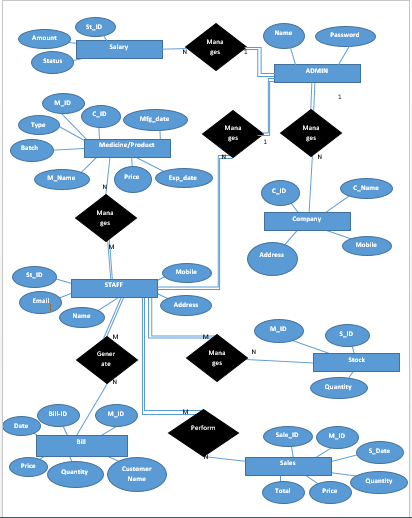 St_ID
Amount
Salary
Status
N
Mana
ges
1
Name
Password
ADMIN
1
M_ID
C_ID
Mfg_date
Type
Medicine/Product
Batch
M_Name
Price
Exp_date
Mana
ges
1
N
Mana
ges
N
N
Mana
ges
M
C_ID
C_Name
Company
Address
Mobile
St_ID
STAFF
Mobile
Email
Address
Name
M
Gener
ate
N
M
Mana
ges
N
M_ID
S_ID
Stock
Quantity
M
Perform
N
Date
Bill-ID
M_ID
Bill
Price
Quantity
Customer
Name
Sale_ID
M_ID
S_Date
Sales
Total
Price
Quantity